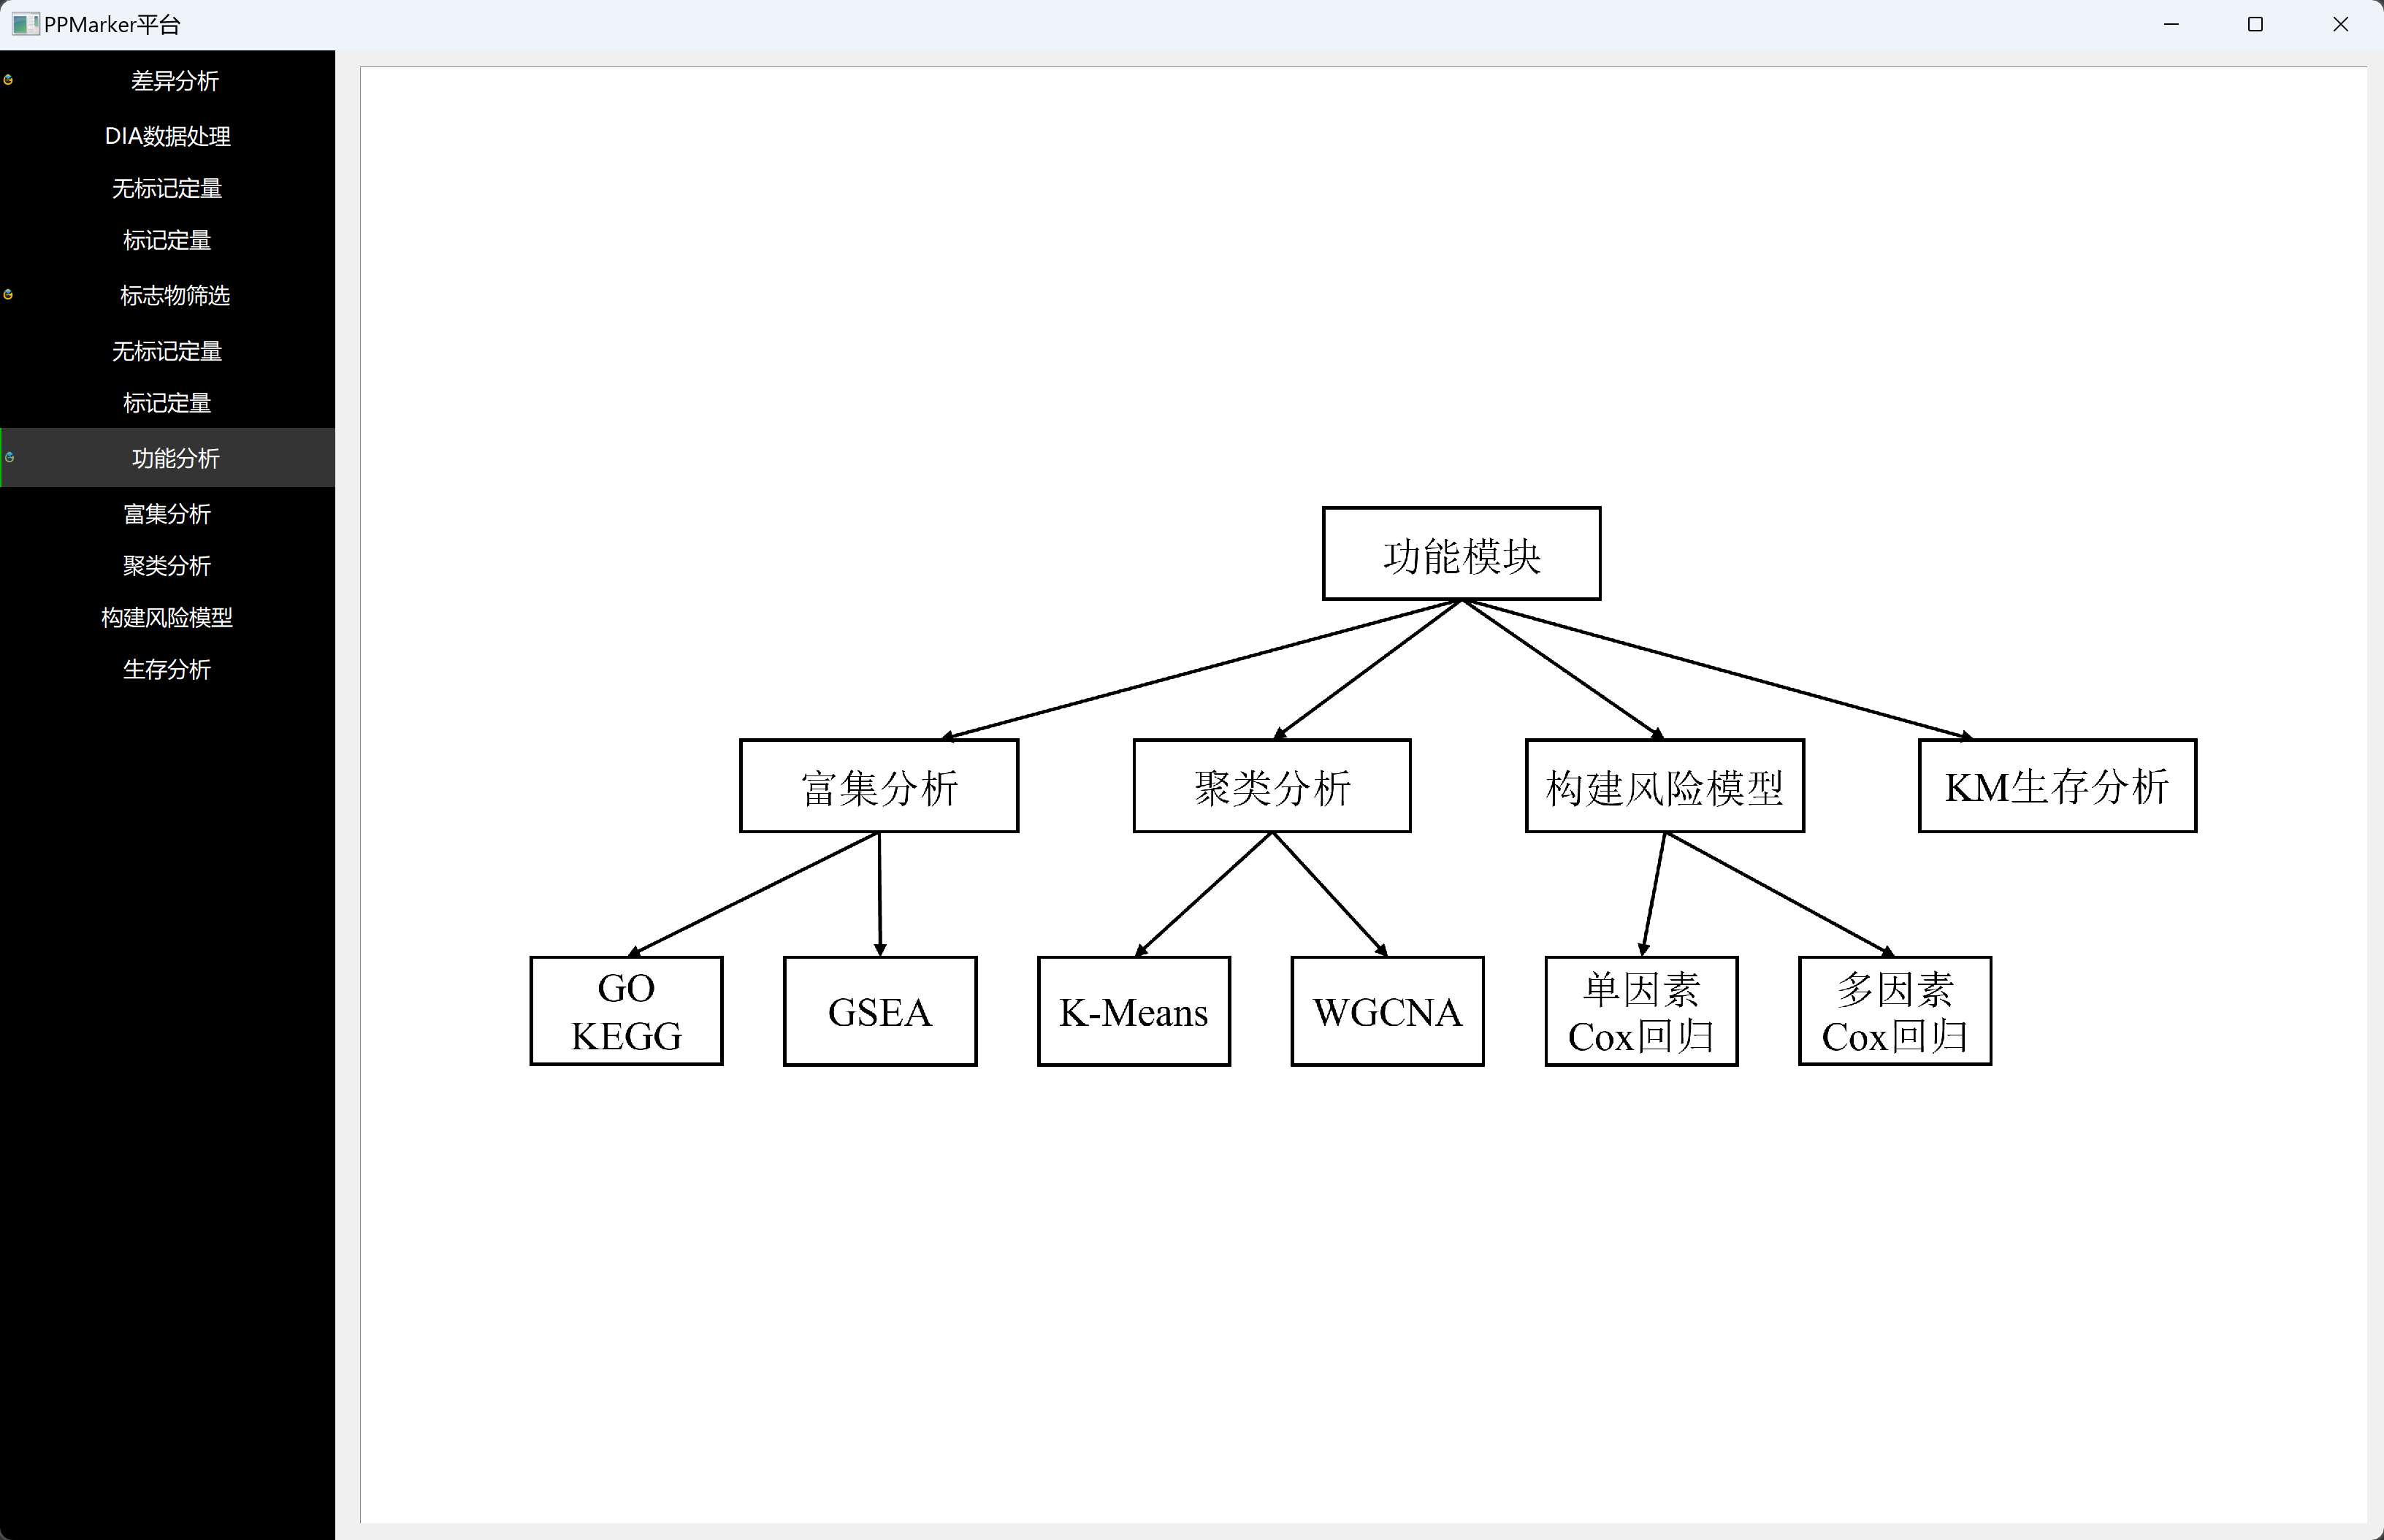 PPMarker平台
差异分析
DIA数据处理
无标记定量
标记定量
标志物筛选
无标记定量
标记定量
功能分析
富集分析
聚类分析
构建风险模型
生存分析
功能模块
富集分析
聚类分析
构建风险模型
KM生存分析
GO
KEGG
GSEA
K-Means
WGCNA
单因素
Cox回归
多因素
Cox回归